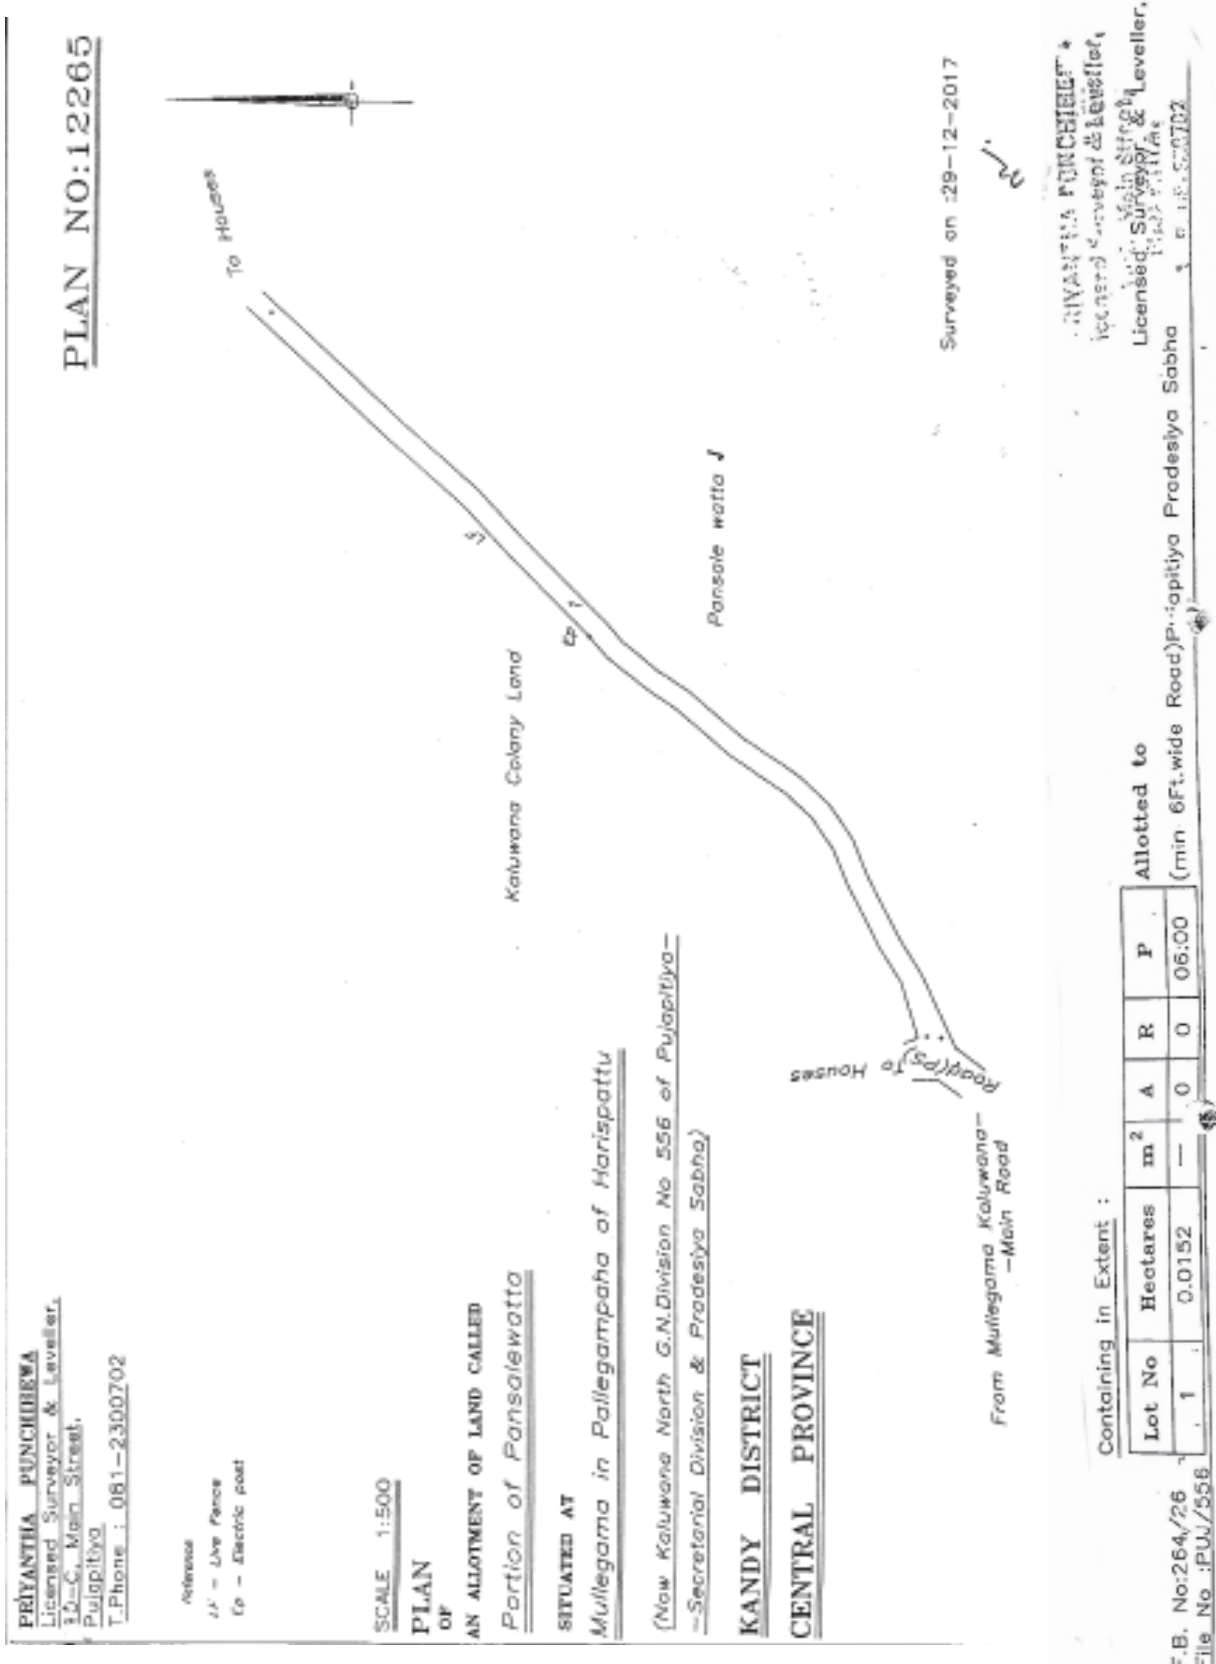 PRIYANTHA PUNCHIHEWA
Licensed Surveyor & Leveller,
Main Street,
Pujapitiya
T.Phone : 081-2300702
PLAN NO:12265
Reference
LF - Live Fence
Ep - Electric post
SCALE 1:500
PLAN
OF
AN ALLOTMENT OF LAND CALLED
Portion of Pansalewatta
SITUATED AT
Mullegama in Pallegampaha of Harispattu
(Now Kaluwana North G.N.Division No 556 of Pujapitiya-
-Secretarial Division & Pradesiya Sabha)
KANDY DISTRICT
CENTRAL PROVINCE
To Houses
LF
Ep
Kaluwana Colony Land
Pansale watta
To
Houses
Road(PS)
From Mullegama Kaluwana-
-Main Road
Surveyed on :29-12-2017
Licensed Surveyor & Leveller,
Containing in Extent :
Lot No Hectares m² A R P Allotted to
1 0.0152 — 0 0 06:00 (min 6Ft.wide Road) Pradesiya Sabha
F.B. No:264/26
File No :PUJ/556